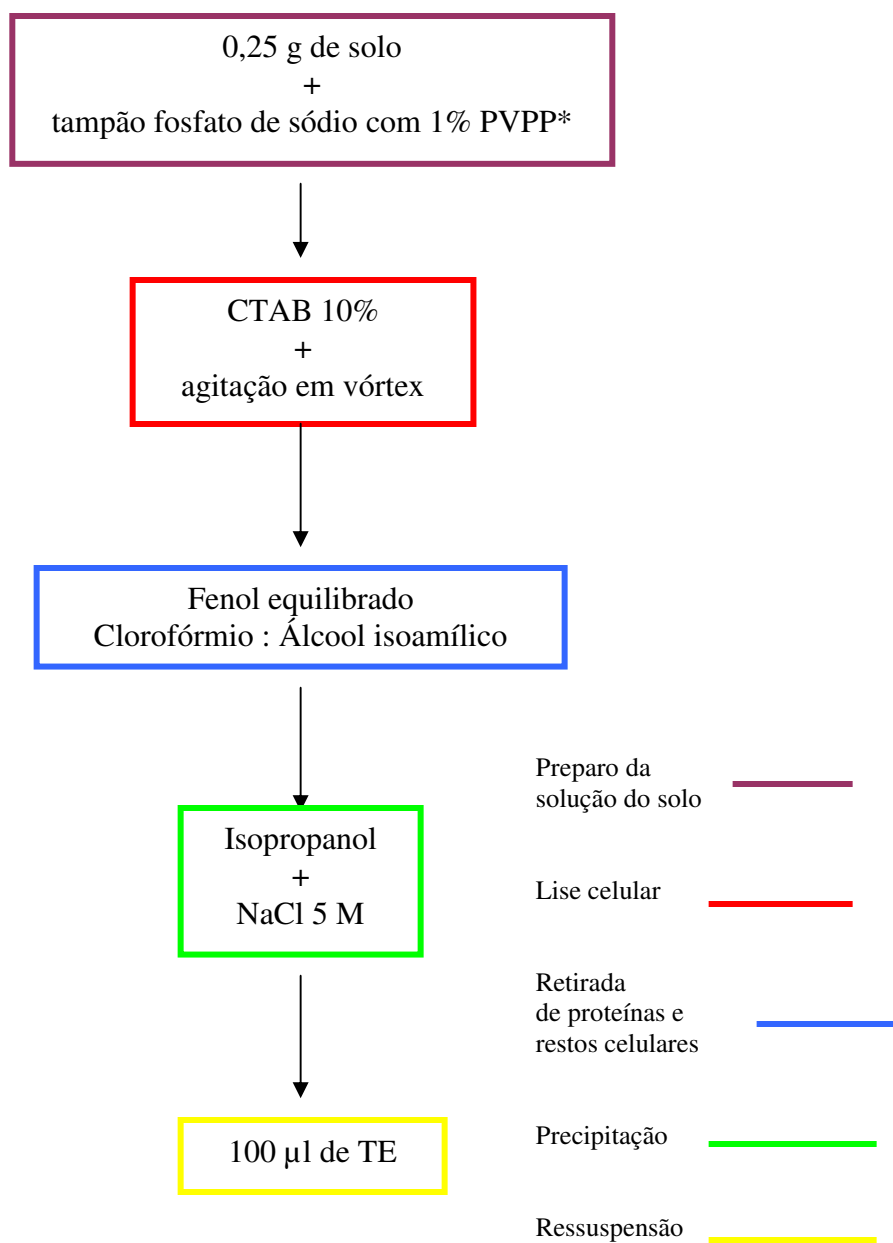 0,25 g de solo
+
tampão fosfato de sódio com 1% PVPP*
CTAB 10%
+
agitação em vórtex
Fenol equilibrado
Clorofórmio : Álcool isoamílico
Isopropanol
+
NaCl 5 M
100 µl de TE
Preparo da
solução do solo
Lise celular
Retirada
de proteínas e
restos celulares
Precipitação
Ressuspensão